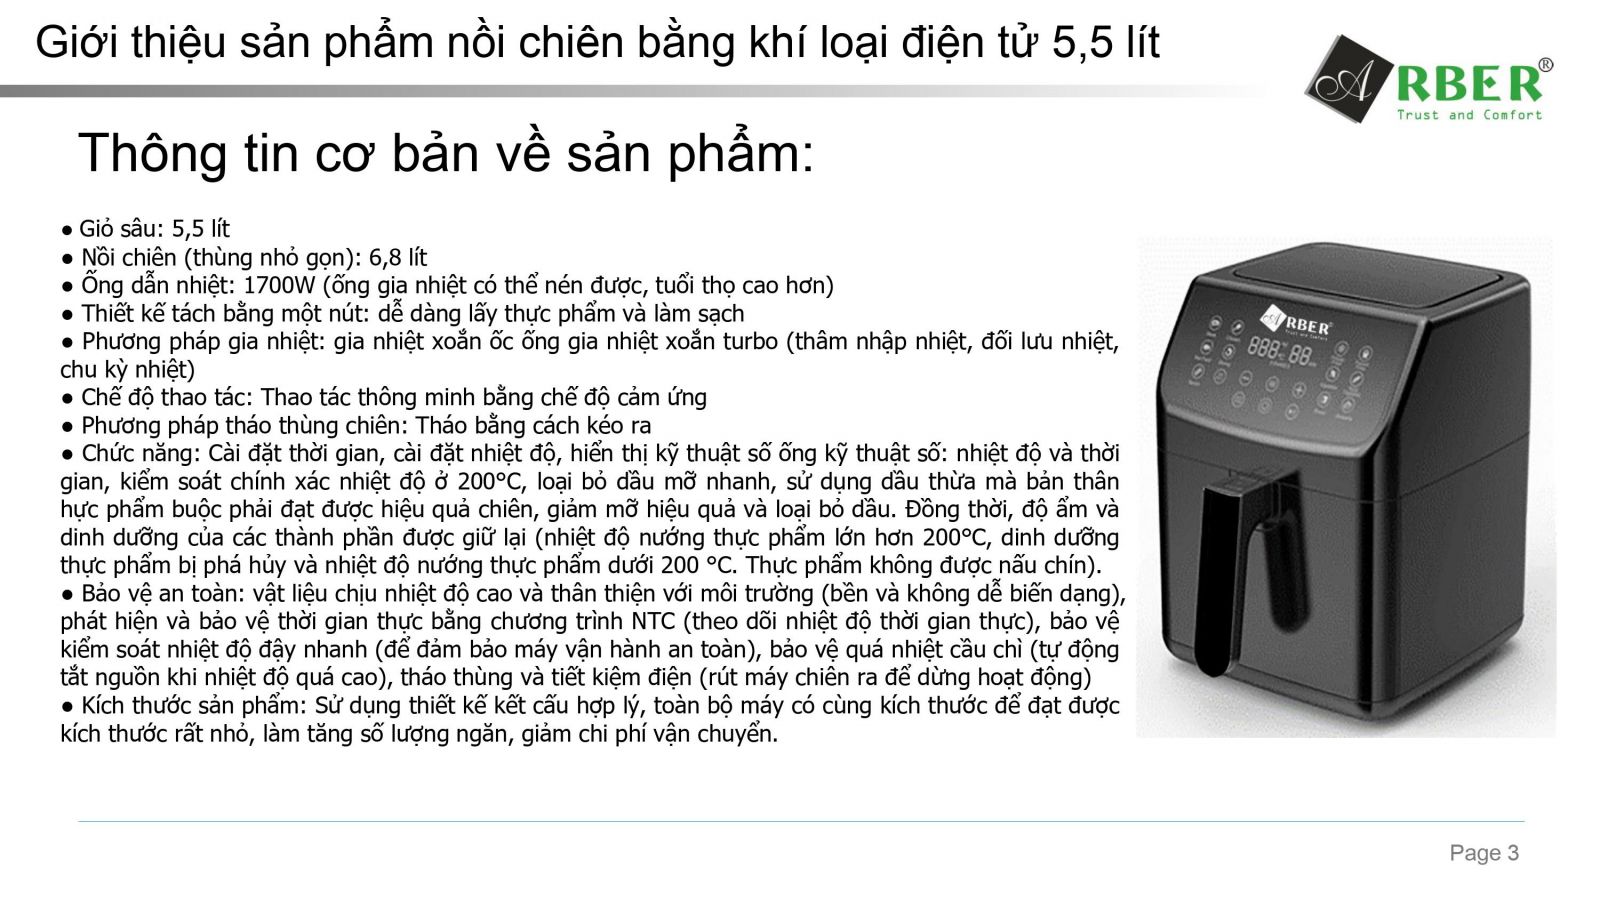 Giới thiệu sản phẩm nồi chiên bằng khí loại điện tử 5,5 lít
ARBER®
Trust and Comfort
Thông tin cơ bản về sản phẩm:
● Giỏ sâu: 5,5 lít
● Nồi chiên (thùng nhỏ gọn): 6,8 lít
● Ống dẫn nhiệt: 1700W (ống gia nhiệt có thể nén được, tuổi thọ cao hơn)
● Thiết kế tách bằng một nút: dễ dàng lấy thực phẩm và làm sạch
● Phương pháp gia nhiệt: gia nhiệt xoắn ốc ống gia nhiệt xoắn turbo (thâm nhập nhiệt, đối lưu nhiệt,
chu kỳ nhiệt)
● Chế độ thao tác: Thao tác thông minh bằng chế độ cảm ứng
● Phương pháp tháo thùng chiên: Tháo bằng cách kéo ra
● Chức năng: Cài đặt thời gian, cài đặt nhiệt độ, hiển thị kỹ thuật số ống kỹ thuật số: nhiệt độ và thời
gian, kiểm soát chính xác nhiệt độ ở 200°C, loại bỏ dầu mỡ nhanh, sử dụng dầu thừa mà bản thân
hực phẩm buộc phải đạt được hiệu quả chiên, giảm mỡ hiệu quả và loại bỏ dầu. Đồng thời, độ ẩm và
dinh dưỡng của các thành phần được giữ lại (nhiệt độ nướng thực phẩm lớn hơn 200°C, dinh dưỡng
thực phẩm bị phá hủy và nhiệt độ nướng thực phẩm dưới 200 °C. Thực phẩm không được nấu chín).
● Bảo vệ an toàn: vật liệu chịu nhiệt độ cao và thân thiện với môi trường (bền và không dễ biến dạng),
phát hiện và bảo vệ thời gian thực bằng chương trình NTC (theo dõi nhiệt độ thời gian thực), bảo vệ
kiểm soát nhiệt độ đậy nhanh (để đảm bảo máy vận hành an toàn), bảo vệ quá nhiệt cầu chì (tự động
tắt nguồn khi nhiệt độ quá cao), tháo thùng và tiết kiệm điện (rút máy chiên ra để dừng hoạt động)
● Kích thước sản phẩm: Sử dụng thiết kế kết cấu hợp lý, toàn bộ máy có cùng kích thước để đạt được
kích thước rất nhỏ, làm tăng số lượng ngăn, giảm chi phí vận chuyển.
ARBER®
Trust and Comfort
888 88
Page 3